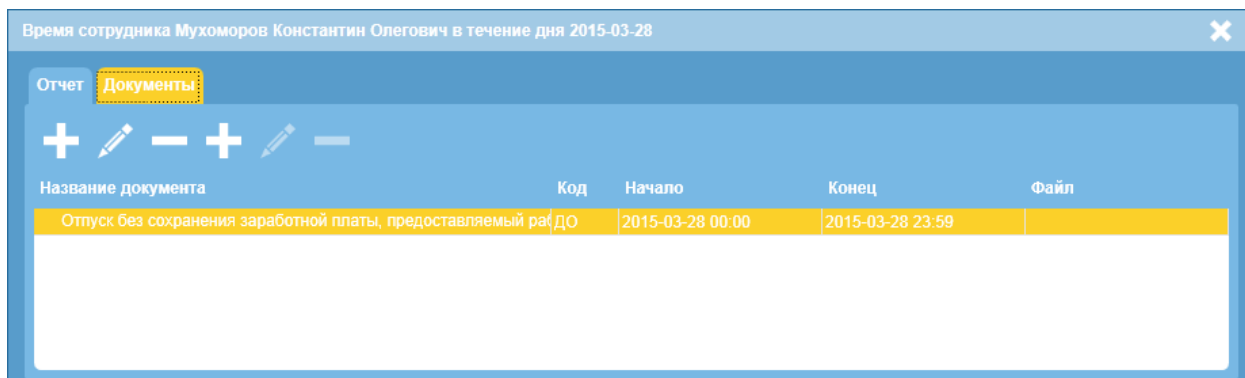 Время сотрудника Мухоморов Константин Олегович в течение дня 2015-03-28
Отчет Документы
Название документа Код Начало Конец Файл
Отпуск без сохранения заработной платы, предоставляемый ДО 2015-03-28 00:00 2015-03-28 23:59